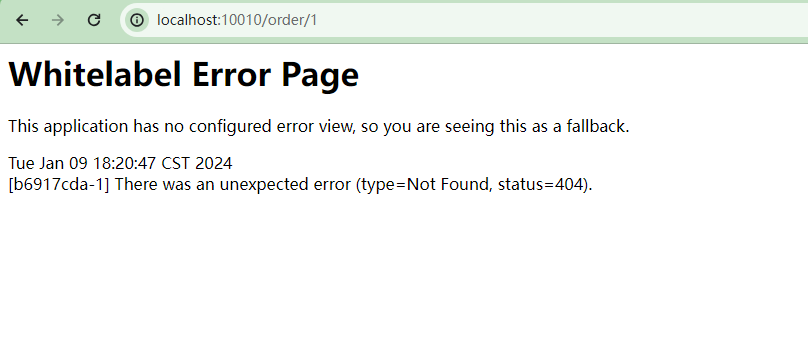 localhost:10010/order/1
Whitelabel Error Page
This application has no configured error view, so you are seeing this as a fallback.
Tue Jan 09 18:20:47 CST 2024
[b6917cda-1] There was an unexpected error (type=Not Found, status=404).